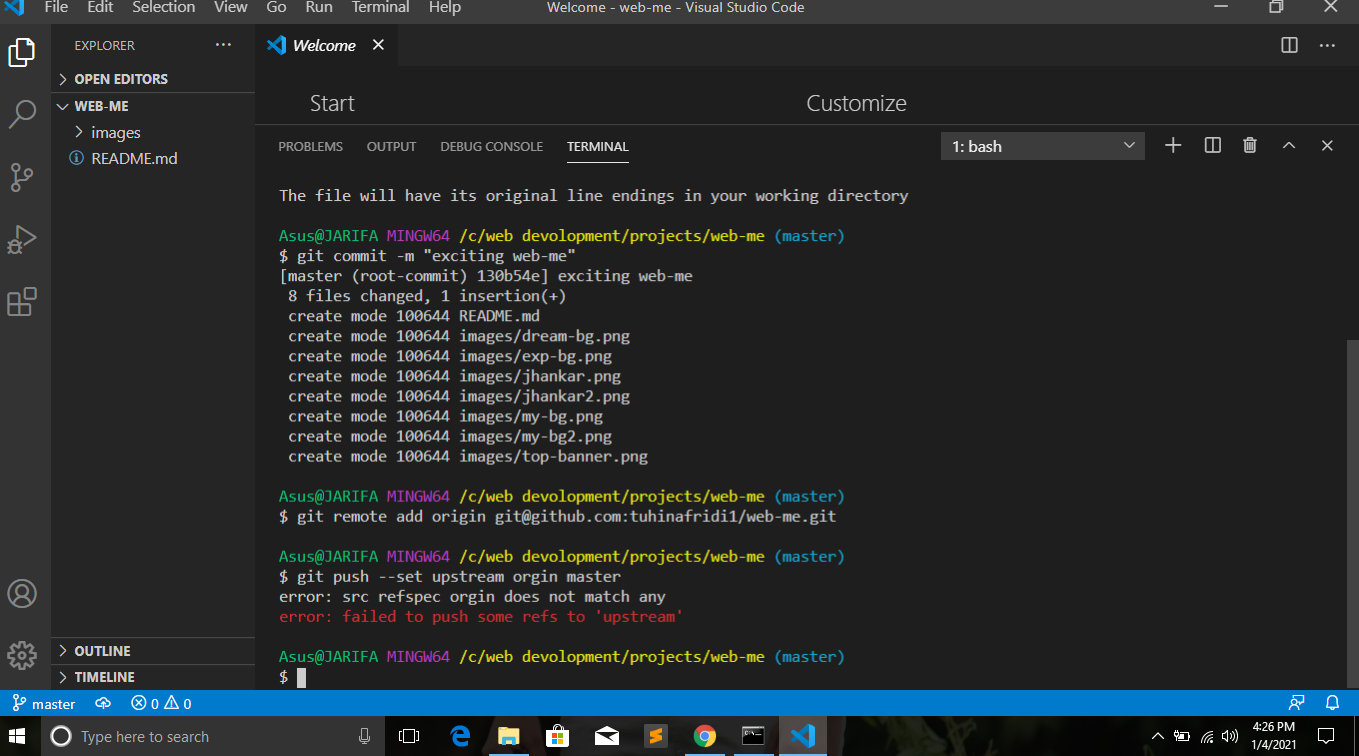 File Edit Selection View Go Run Terminal Help
Welcome - web-me - Visual Studio Code
EXPLORER
Welcome
OPEN EDITORS
WEB-ME
images
README.md
Start
Customize
PROBLEMS OUTPUT DEBUG CONSOLE TERMINAL
1: bash
The file will have its original line endings in your working directory
Asus@JARIFA MINGW64 /c/web devolopment/projects/web-me (master)
$ git commit -m "exciting web-me"
[master (root-commit) 130b54e] exciting web-me
8 files changed, 1 insertion(+)
create mode 100644 README.md
create mode 100644 images/dream-bg.png
create mode 100644 images/exp-bg.png
create mode 100644 images/jhankar.png
create mode 100644 images/jhankar2.png
create mode 100644 images/my-bg.png
create mode 100644 images/my-bg2.png
create mode 100644 images/top-banner.png
Asus@JARIFA MINGW64 /c/web devolopment/projects/web-me (master)
$ git remote add origin git@github.com:tuhinafridi1/web-me.git
Asus@JARIFA MINGW64 /c/web devolopment/projects/web-me (master)
$ git push --set upstream orgin master
error: src refspec orgin does not match any
error: failed to push some refs to 'upstream'
Asus@JARIFA MINGW64 /c/web devolopment/projects/web-me (master)
$
OUTLINE
TIMELINE
master
0 0
Type here to search
4:26 PM
1/4/2021